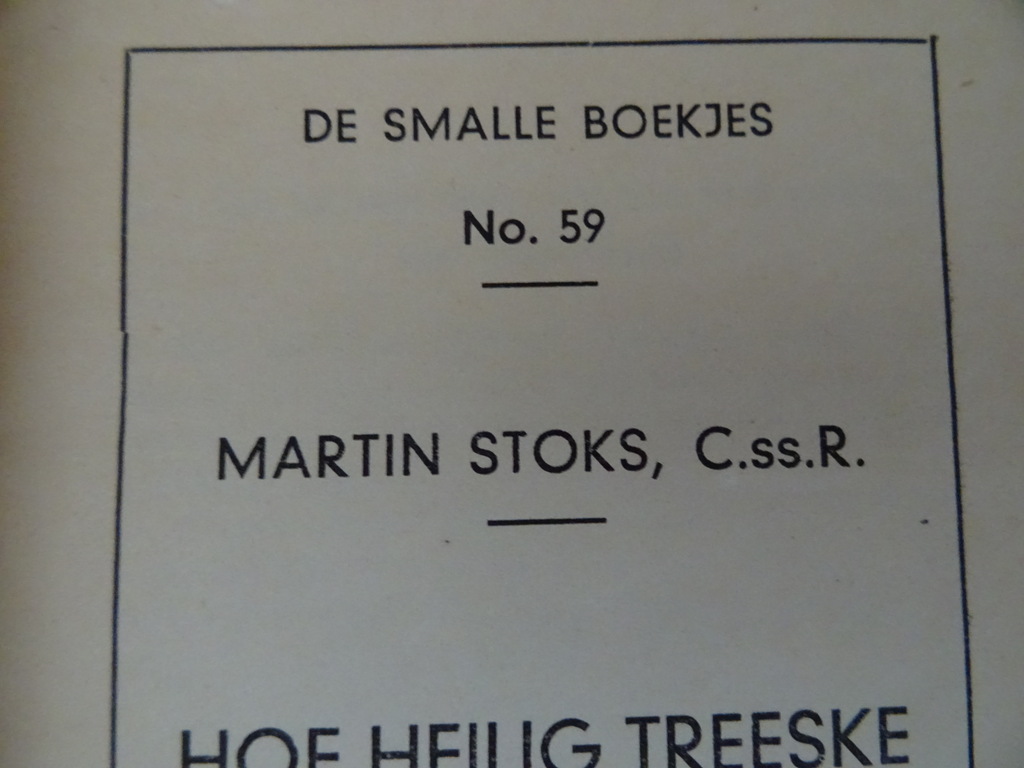 DE SMALLE BOEKJES
No. 59
MARTIN STOKS, C.ss.R.
HOE HEILIG TREESKE